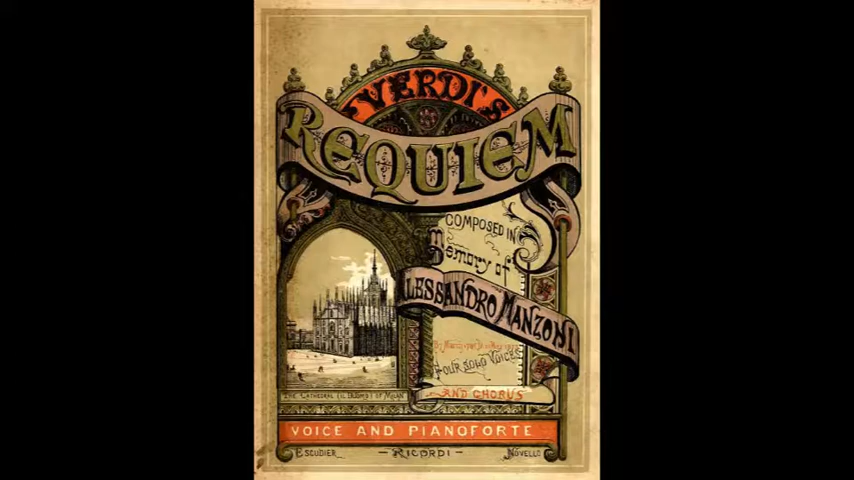 VERDI'S
REQUIEM
COMPOSED IN
Memory of
ALESSANDRO MANZONI
FOUR SOLO VOICES
AND CHORUS
THE CATHEDRAL (IL DUOMO) OF MILAN
VOICE AND PIANOFORTE
ESCUDIER
RICORDI
NOVELLO